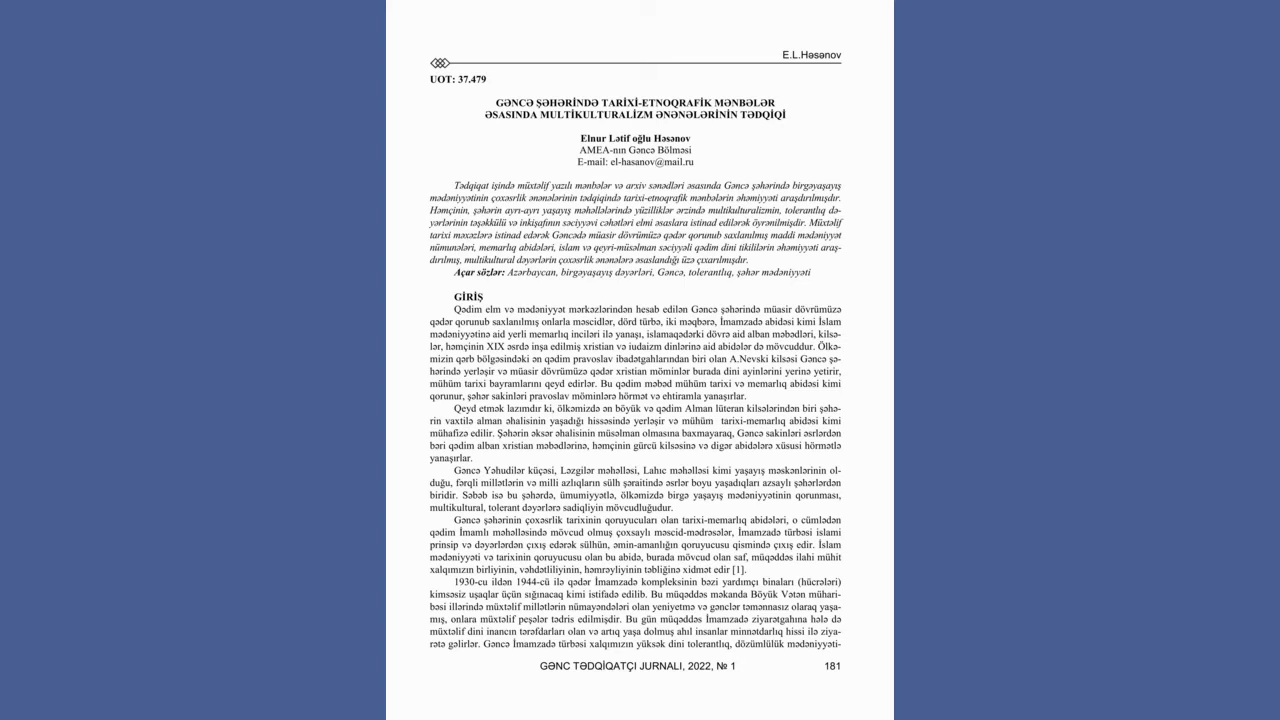 E.L.Həsənov
UOT: 37.479
GƏNCƏ ŞƏHƏRİNDƏ TARİXİ-ETNOQRAFİK MƏNBƏLƏR
ƏSASINDA MULTİKULTURALİZM ƏNƏNƏLƏRİNİN TƏDQİQİ
Elnur Lətif oğlu Həsənov
AMEA-nın Gəncə Bölməsi
E-mail: el-hasanov@mail.ru
Tədqiqat işində müxtəlif yazılı mənbələr və arxiv sənədləri əsasında Gəncə şəhərində birgəyaşayış
mədəniyyətinin çoxəsrlik ənənələrinin tədqiqində tarixi-etnoqrafik mənbələrin əhəmiyyəti araşdırılmışdır.
Həmçinin, şəhərin ayrı-ayrı yaşayış məhəllələrində yüzilliklər ərzində multikulturalizmin, tolerantlıq də-
yərlərinin təşəkkülü və inkişafının səciyyəvi cəhətləri elmi əsaslara istinad edilərək öyrənilmişdir. Müxtəlif
tarixi məxəzlərə istinad edərək Gəncədə müasir dövrümüzə qədər qorunub saxlanılmış maddi mədəniyyət
nümunələri, memarlıq abidələri, islam və qeyri-müsəlman səciyyəli qədim dini tikililərin əhəmiyyəti araş-
dırılmış, multikultural dəyərlərin çoxəsrlik ənənələrə əsaslandığı üzə çıxarılmışdır.
Açar sözlər: Azərbaycan, birgəyaşayış dəyərləri, Gəncə, tolerantlıq, şəhər mədəniyyəti
GİRİŞ
Qədim elm və mədəniyyət mərkəzlərindən hesab edilən Gəncə şəhərində müasir dövrümüzə
qədər qorunub saxlanılmış onlarla məscidlər, dörd türbə, iki məqbərə, İmamzadə abidəsi kimi İslam
mədəniyyətinə aid yerli memarlıq inciləri ilə yanaşı, islamaqədərki dövrə aid alban məbədləri, kilsə-
lər, həmçinin XIX əsrdə inşa edilmiş xristian və iudaizm dinlərinə aid abidələr də mövcuddur. Ölkə-
mizin qərb bölgəsindəki ən qədim pravoslav ibadətgahlarından biri olan A.Nevski kilsəsi Gəncə şə-
hərində yerləşir və müasir dövrümüzə qədər xristian möminlər burada dini ayinlərini yerinə yetirir,
mühüm tarixi bayramlarını qeyd edirlər. Bu qədim məbəd mühüm tarixi və memarlıq abidəsi kimi
qorunur, şəhər sakinləri pravoslav möminlərə hörmət və ehtiramla yanaşırlar.
Qeyd etmək lazımdır ki, ölkəmizdə ən böyük və qədim Alman lüteran kilsələrindən biri şəhə-
rin vaxtilə alman əhalisinin yaşadığı hissəsində yerləşir və mühüm tarixi-memarlıq abidəsi kimi
mühafizə edilir. Şəhərin əksər əhalisinin müsəlman olmasına baxmayaraq, Gəncə sakinləri əsrlərdən
bəri qədim alban xristian məbədlərinə, həmçinin gürcü kilsəsinə və digər abidələrə xüsusi hörmətlə
yanaşırlar.
Gəncə Yəhudilər küçəsi, Ləzgilər məhəlləsi, Lahıc məhəlləsi kimi yaşayış məskənlərinin ol-
duğu, fərqli millətlərin və milli azlıqların sülh şəraitində əsrlər boyu yaşadıqları azsaylı şəhərlərdən
biridir. Səbəb isə bu şəhərdə, ümumiyyətlə, ölkəmizdə birgə yaşayış mədəniyyətinin qorunması,
multikultural, tolerant dəyərlərə sadiqliyin mövcudluğudur.
Gəncə şəhərinin çoxəsrlik tarixinin qoruyucuları olan tarixi-memarlıq abidələri, o cümlədən
qədim İmamlı məhəlləsində mövcud olmuş çoxsaylı məscid-mədrəsələr, İmamzadə türbəsi islami
prinsip və dəyərlərdən çıxış edərək sülhün, əmin-amanlığın qoruyucusu qismində çıxış edir. İslam
mədəniyyəti və tarixinin qoruyucusu olan bu abidə, burada mövcud olan saf, müqəddəs ilahi mühit
xalqımızın birliyinin, vəhdətliliyinin, həmrəyliyinin təbliğinə xidmət edir [1].
1930-cu ildən 1944-cü ilə qədər İmamzadə kompleksinin bəzi yardımçı binaları (hücrələri)
kimsəsiz uşaqlar üçün sığınacaq kimi istifadə edilib. Bu müqəddəs məkanda Böyük Vətən mühari-
bəsi illərində müxtəlif millətlərin nümayəndələri olan yeniyetmə və gənclər təmənnasız olaraq yaşa-
mış, onlara müxtəlif peşələr tədris edilmişdir. Bu gün müqəddəs İmamzadə ziyarətgahına hələ də
müxtəlif dini inancın tərəfdarları olan və artıq yaşa dolmuş ahıl insanlar minnətdarlıq hissi ilə ziya-
rətə gəlirlər. Gəncə İmamzadə türbəsi xalqımızın yüksək dini tolerantlıq, dözümlülük mədəniyyəti-
GƏNC TƏDQİQATÇI JURNALI, 2022, № 1 181